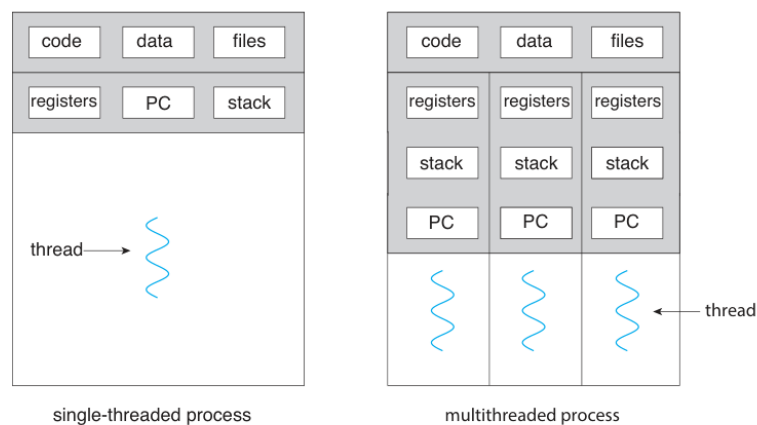 code data files
registers PC stack
thread
single-threaded process
code data files
registers registers registers
stack stack stack
PC PC PC
thread
multithreaded process